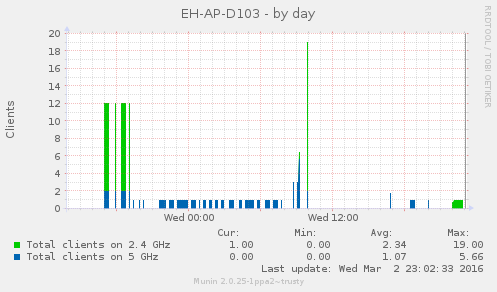 EH-AP-D103 - by day
RRDTOOL / TOBI OETIKER
Clients
20
18
16
14
12
10
8
6
4
2
0
Wed 00:00 Wed 12:00
Cur: Min: Avg: Max:
Total clients on 2.4 GHz 1.00 0.00 2.34 19.00
Total clients on 5 GHz 0.00 0.00 1.07 5.66
Last update: Wed Mar 2 23:02:33 2016
Munin 2.0.25-1ppa2~trusty